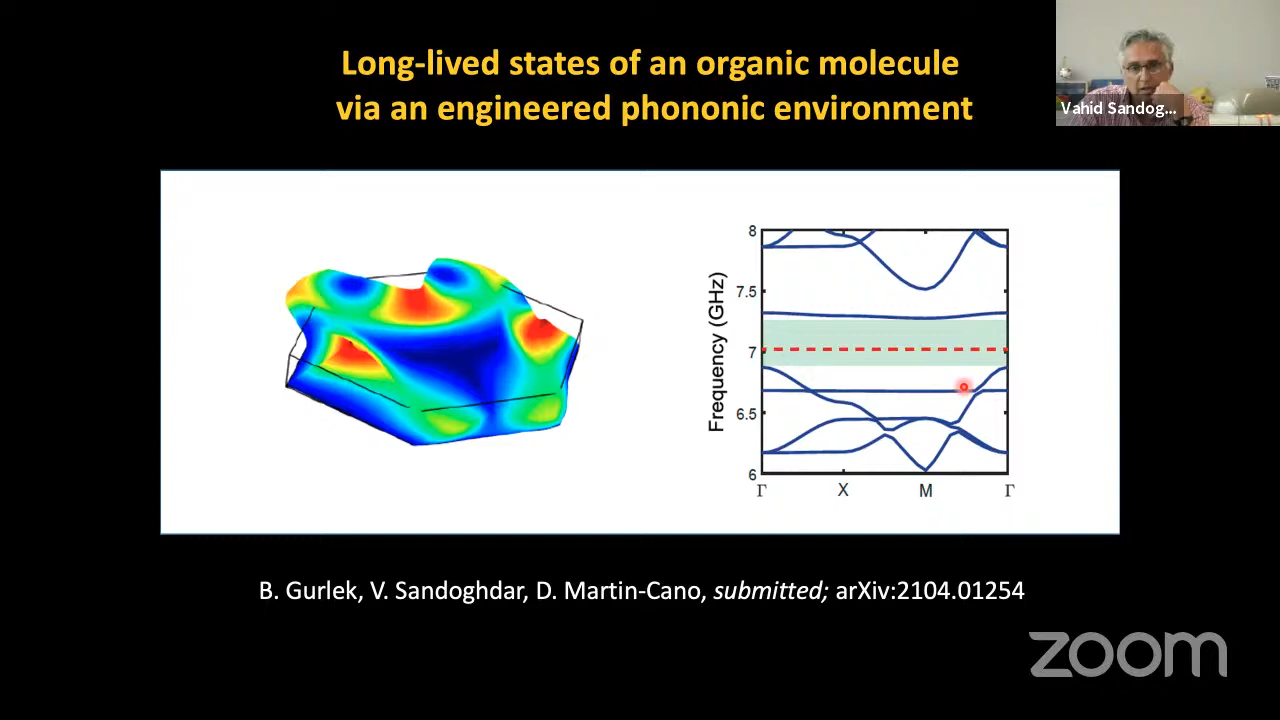 Long-lived states of an organic molecule
via an engineered phononic environment
Vahid Sandog...
Frequency (GHz)
8
7.5
7
6.5
6
Γ X M Γ
B. Gurlek, V. Sandoghdar, D. Martin-Cano, submitted; arXiv:2104.01254
zoom